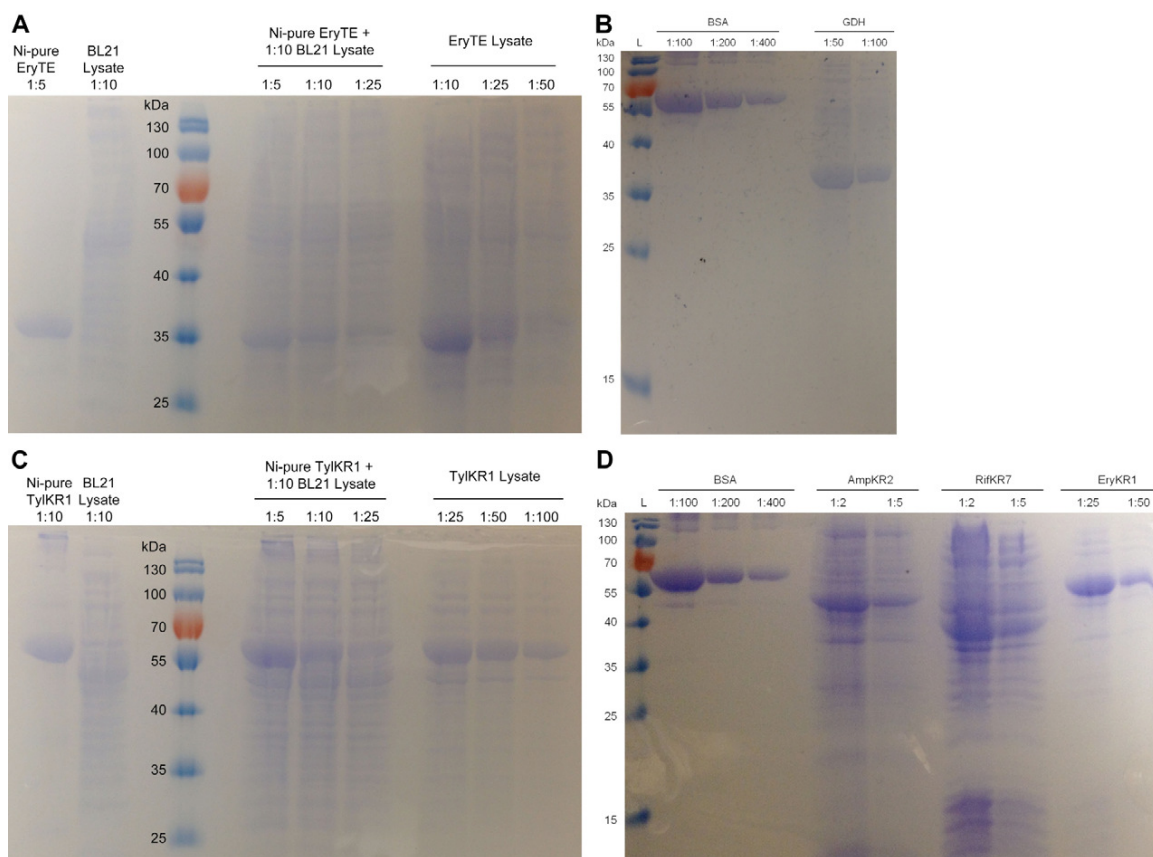 A
Ni-pure EryTE + 1:10 BL21 Lysate
EryTE Lysate
Ni-pure EryTE
BL21 Lysate
1:5 1:10 1:5 1:10 1:25 1:10 1:25 1:50
kDa
130
100
70
55
40
35
25
B
BSA GDH
kDa L 1:100 1:200 1:400 1:50 1:100
130
100
70
55
40
35
25
15
C
Ni-pure TylKR1 + 1:10 BL21 Lysate
TylKR1 Lysate
Ni-pure TylKR1
BL21 Lysate
1:10 1:10 1:5 1:10 1:25 1:25 1:50 1:100
kDa
130
100
70
55
40
35
25
D
BSA AmpKR2 RifKR7 EryKR1
kDa L 1:100 1:200 1:400 1:2 1:5 1:2 1:5 1:25 1:50
130
100
70
55
40
35
25
15